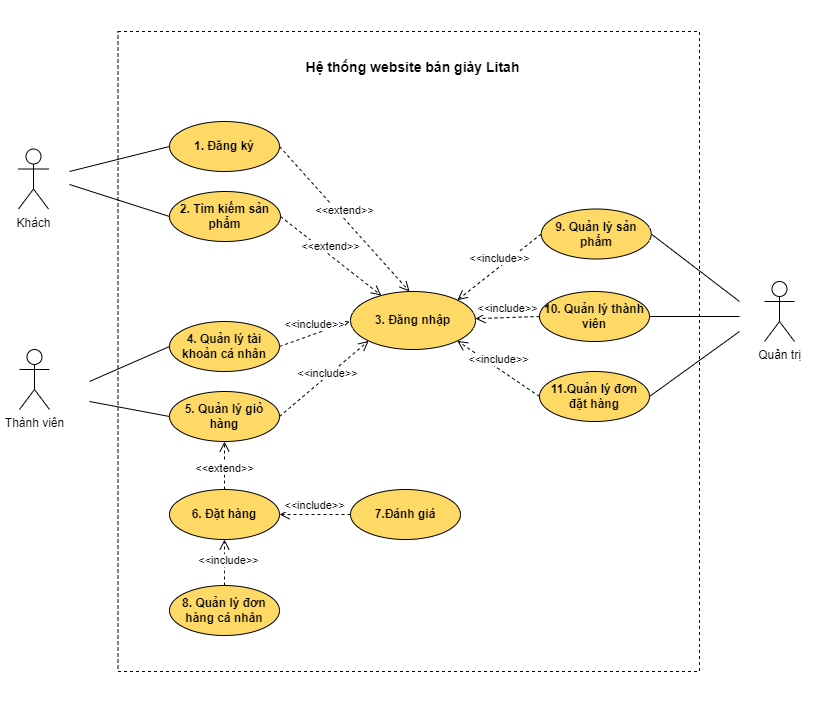 Hệ thống website bán giày Litah
1. Đăng ký
<<extend>>
Khách
2. Tìm kiếm sản
phẩm
<<extend>>
9. Quản lý sản
phẩm
<<include>>
3. Đăng nhập
<<include>>
10. Quản lý thành
viên
Quản trị
4. Quản lý tài
khoản cá nhân
<<include>>
<<include>>
11.Quản lý đơn
đặt hàng
<<include>>
Thành viên
5. Quản lý giỏ
hàng
<<extend>>
6. Đặt hàng
<<include>>
7.Đánh giá
<<include>>
8. Quản lý đơn
hàng cá nhân